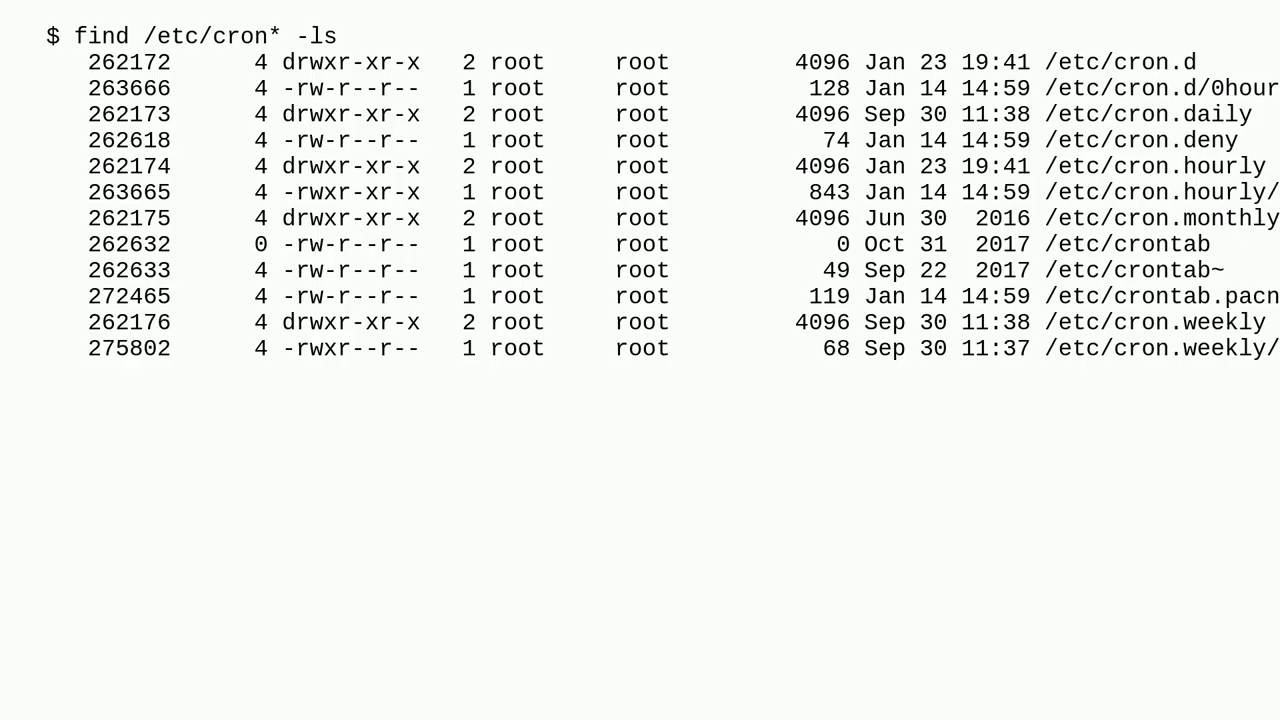 $ find /etc/cron* -ls
262172      4 drwxr-xr-x   2 root     root         4096 Jan 23 19:41 /etc/cron.d
263666      4 -rw-r--r--   1 root     root          128 Jan 14 14:59 /etc/cron.d/0hour
262173      4 drwxr-xr-x   2 root     root         4096 Sep 30 11:38 /etc/cron.daily
262618      4 -rw-r--r--   1 root     root           74 Jan 14 14:59 /etc/cron.deny
262174      4 drwxr-xr-x   2 root     root         4096 Jan 23 19:41 /etc/cron.hourly
263665      4 -rwxr-xr-x   1 root     root          843 Jan 14 14:59 /etc/cron.hourly/
262175      4 drwxr-xr-x   2 root     root         4096 Jun 30  2016 /etc/cron.monthly
262632      0 -rw-r--r--   1 root     root            0 Oct 31  2017 /etc/crontab
262633      4 -rw-r--r--   1 root     root           49 Sep 22  2017 /etc/crontab~
272465      4 -rw-r--r--   1 root     root          119 Jan 14 14:59 /etc/crontab.pacn
262176      4 drwxr-xr-x   2 root     root         4096 Sep 30 11:38 /etc/cron.weekly
275802      4 -rwxr--r--   1 root     root           68 Sep 30 11:37 /etc/cron.weekly/